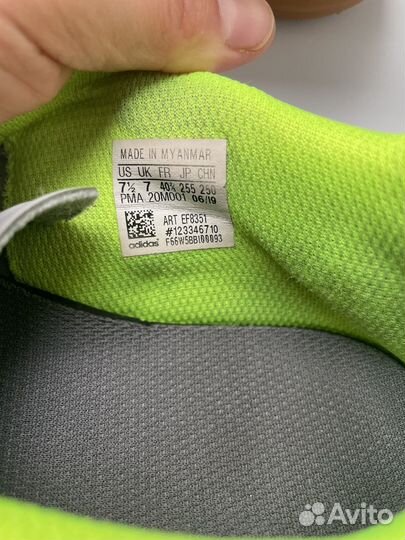 MADE IN MYANMAR
US UK FR JP CHN
7½ 7 40⅔ 255 250
PMA 20M001 06/19
ART EF8351
#123346710
adidas F66W5BBI00093
Avito